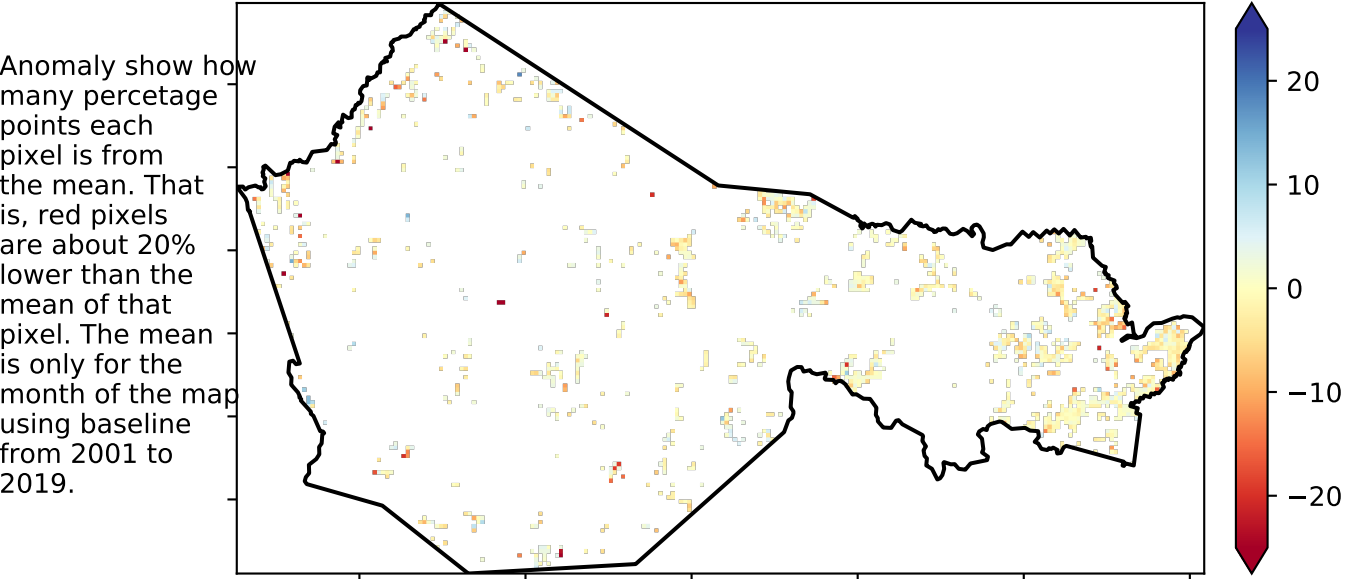 Anomaly show how
many percetage
points each
pixel is from
the mean. That
is, red pixels
are about 20%
lower than the
mean of that
pixel. The mean
is only for the
month of the map
using baseline
from 2001 to
2019.
20
10
0
−10
−20